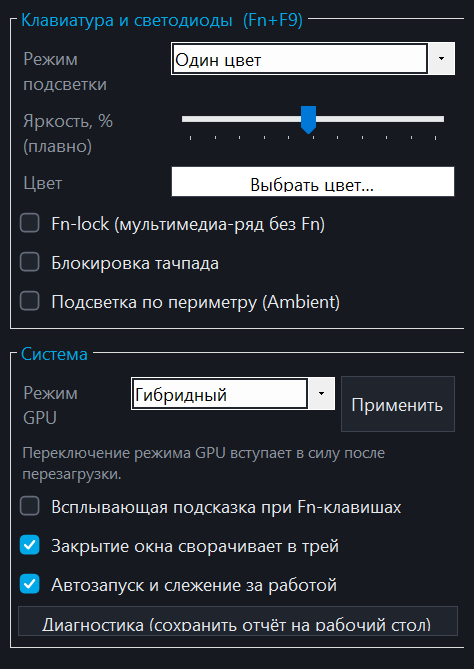 Клавиатура и светодиоды (Fn+F9)
Режим
подсветки
Один цвет
Яркость, %
(плавно)
Цвет
Выбрать цвет...
Fn-lock (мультимедиа-ряд без Fn)
Блокировка тачпада
Подсветка по периметру (Ambient)
Система
Режим
GPU
Гибридный
Применить
Переключение режима GPU вступает в силу после
перезагрузки.
Всплывающая подсказка при Fn-клавишах
Закрытие окна сворачивает в трей
Автозапуск и слежение за работой
Диагностика (сохранить отчёт на рабочий стол)